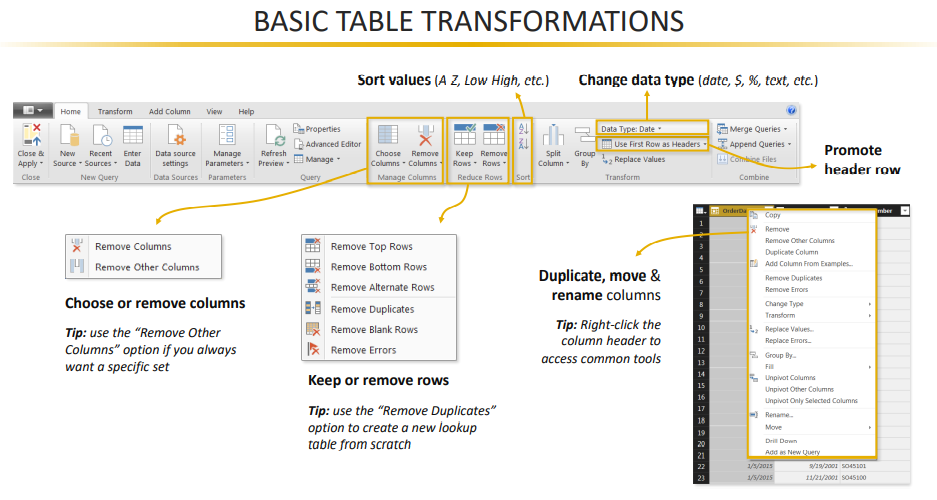 BASIC TABLE TRANSFORMATIONS
Sort values (A-Z, Low-High, etc.)
Change data type (date, $, %, text, etc.)
Home Transform Add Column View Help
Close & Apply
Close
New Source
Recent Sources
Enter Data
New Query
Data source settings
Data Sources
Manage Parameters
Parameters
Refresh Preview
Properties
Advanced Editor
Manage
Query
Choose Columns
Remove Columns
Manage Columns
Keep Rows
Remove Rows
Reduce Rows
Sort
Split Column
Group By
Data Type: Date
Use First Row as Headers
Replace Values
Transform
Merge Queries
Append Queries
Combine Files
Combine
Promote
header row
Remove Columns
Remove Other Columns
Choose or remove columns
Tip: use the “Remove Other
Columns” option if you always
want a specific set
Remove Top Rows
Remove Bottom Rows
Remove Alternate Rows
Remove Duplicates
Remove Blank Rows
Remove Errors
Keep or remove rows
Tip: use the “Remove Duplicates”
option to create a new lookup
table from scratch
Duplicate, move &
rename columns
Tip: Right-click the
column header to
access common tools
OrderDa
mber
Copy
Remove
Remove Other Columns
Duplicate Column
Add Column From Examples...
Remove Duplicates
Remove Errors
Change Type
Transform
Replace Values...
Replace Errors...
Group By...
Fill
Unpivot Columns
Unpivot Other Columns
Unpivot Only Selected Columns
Rename...
Move
Drill Down
Add as New Query
1
2
3
4
5
6
7
8
9
10
11
12
13
14
15
16
17
18
19
20
21
22 1/5/2015 9/19/2001 SO45101
23 1/5/2015 11/21/2001 SO45100